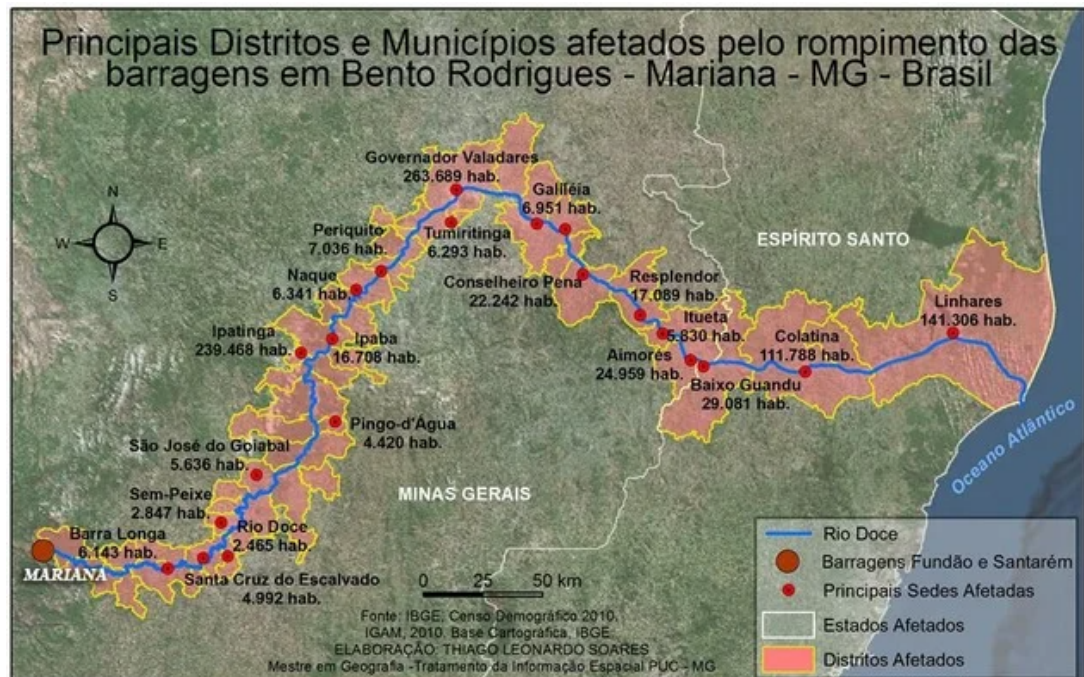 Principais Distritos e Municípios afetados pelo rompimento das
barragens em Bento Rodrigues - Mariana - MG - Brasil
Governador Valadares
263.689 hab.
Galiléia
6.951 hab.
N
W
E
S
Periquito
7.036 hab.
Tumiritinga
6.293 hab.
ESPÍRITO SANTO
Naque
6.341 hab.
Conselheiro Pena
22.242 hab.
Resplendor
17.089 hab.
Linhares
141.306 hab.
Itueta
5.830 hab.
Ipatinga
239.468 hab.
Ipaba
16.708 hab.
Colatina
111.788 hab.
Aimorés
24.959 hab.
Baixo Guandu
29.081 hab.
Pingo-d'Água
4.420 hab.
Oceano Atlântico
São José do Goiabal
5.636 hab.
MINAS GERAIS
Sem-Peixe
2.847 hab.
Barra Longa
6.143 hab.
Rio Doce
2.465 hab.
MARIANA
Santa Cruz do Escalvado
4.992 hab.
0 25 50 km
Fonte: IBGE, Censo Demográfico 2010.
IGAM, 2010. Base Cartográfica, IBGE.
ELABORAÇÃO: THIAGO LEONARDO SOARES
Mestre em Geografia -Tratamento da Informação Espacial PUC - MG
Rio Doce
Barragens Fundão e Santarém
Principais Sedes Afetadas
Estados Afetados
Distritos Afetados